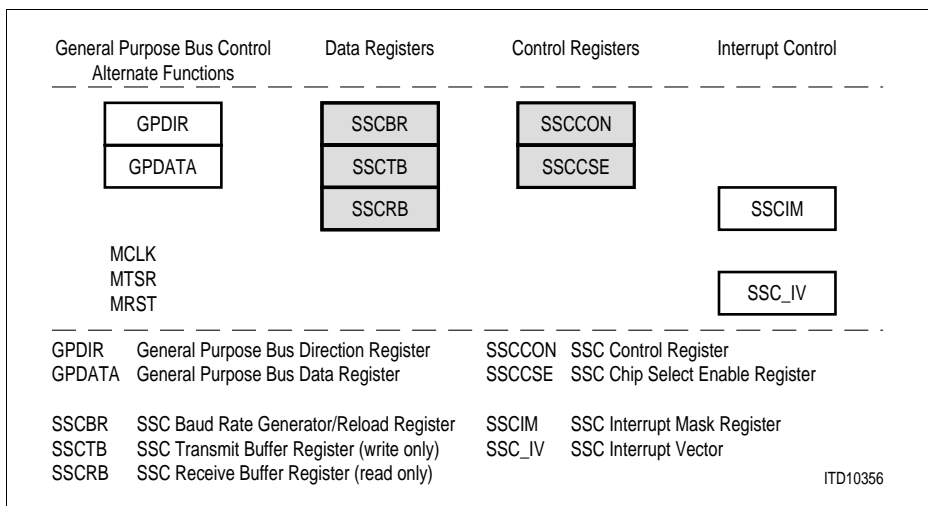 General Purpose Bus Control Data Registers Control Registers Interrupt Control
Alternate Functions
GPDIR SSCBR SSCCON
GPDATA SSCTB SSCCSE
SSCRB SSCIM
MCLK
MTSR
MRST SSC_IV
GPDIR General Purpose Bus Direction Register SSCCON SSC Control Register
GPDATA General Purpose Bus Data Register SSCCSE SSC Chip Select Enable Register
SSCBR SSC Baud Rate Generator/Reload Register SSCIM SSC Interrupt Mask Register
SSCTB SSC Transmit Buffer Register (write only) SSC_IV SSC Interrupt Vector
SSCRB SSC Receive Buffer Register (read only) ITD10356